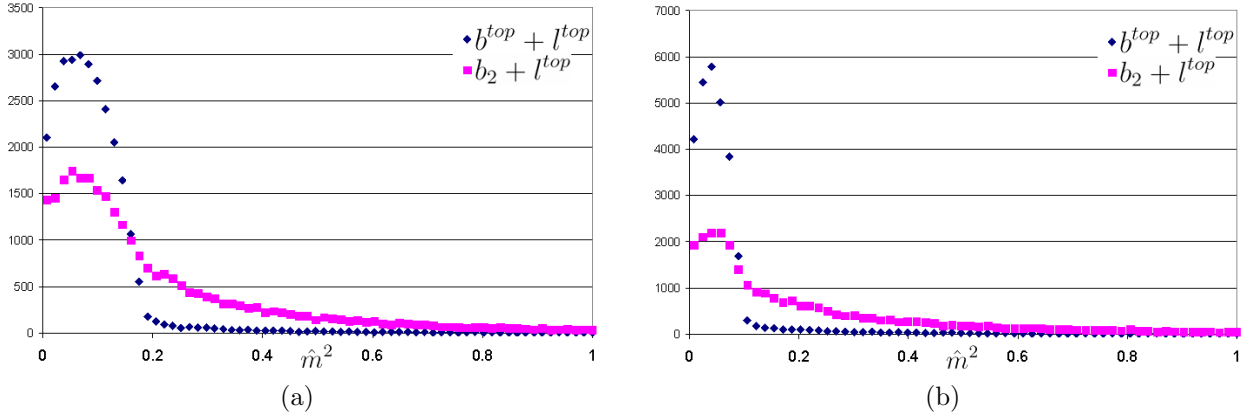 3500
3000
2500
2000
1500
1000
500
0
0 0.2 0.4 0.6 0.8 1
b^{top} + l^{top}
b_2 + l^{top}
\hat{m}^2
(a)
7000
6000
5000
4000
3000
2000
1000
0
0 0.2 0.4 0.6 0.8 1
b^{top} + l^{top}
b_2 + l^{top}
\hat{m}^2
(b)